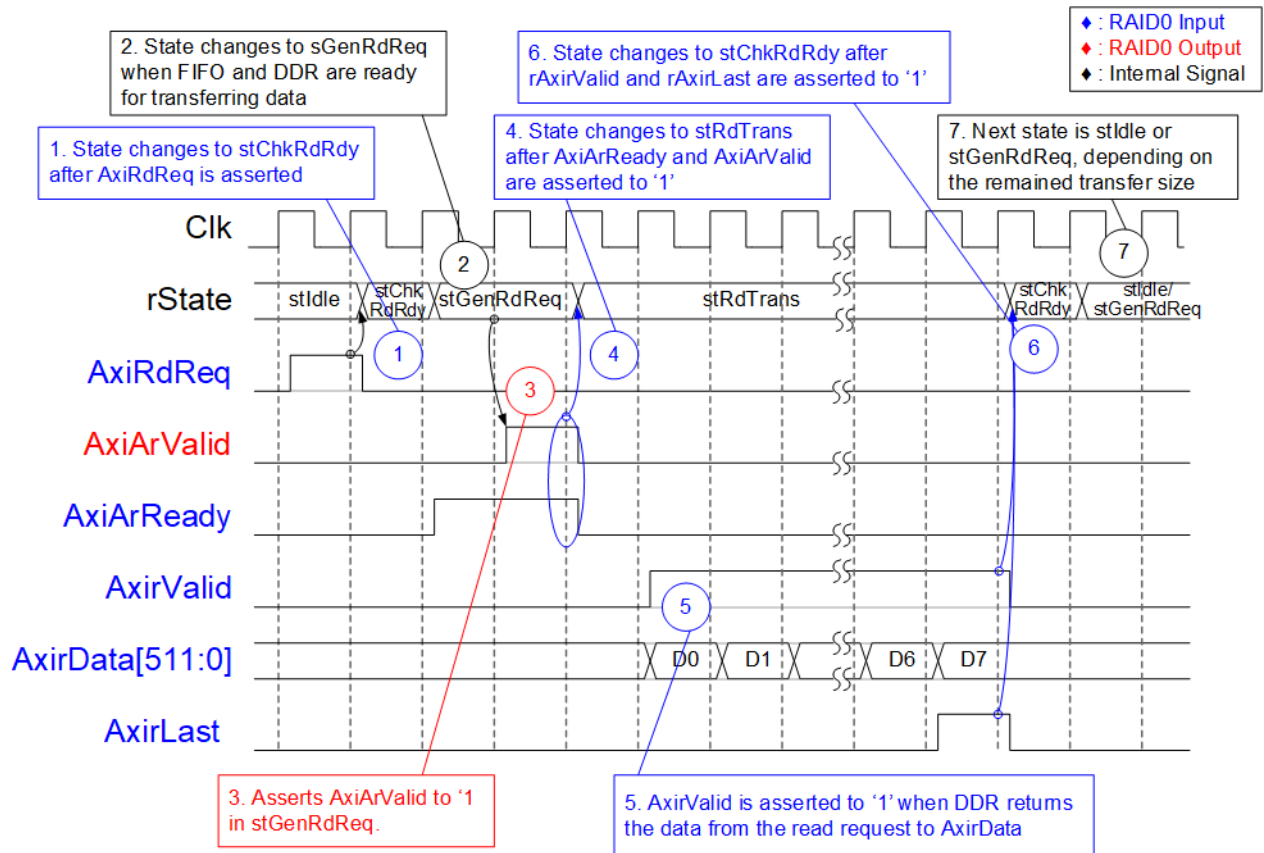 ♦ : RAID0 Input
♦ : RAID0 Output
♦ : Internal Signal
2. State changes to sGenRdReq
when FIFO and DDR are ready
for transferring data
6. State changes to stChkRdRdy after
rAxirValid and rAxirLast are asserted to ‘1’
1. State changes to stChkRdRdy
after AxiRdReq is asserted
4. State changes to stRdTrans
after AxiArReady and AxiArValid
are asserted to ‘1’
7. Next state is stIdle or
stGenRdReq, depending on
the remained transfer size
Clk
2
7
rState
stIdle
stChk
RdRdy
stGenRdReq
stRdTrans
stChk
RdRdy
stIdle/
stGenRdReq
1
4
6
AxiRdReq
3
AxiArValid
AxiArReady
AxirValid
5
AxirData[511:0]
D0
D1
D6
D7
AxirLast
3. Asserts AxiArValid to ‘1
in stGenRdReq.
5. AxirValid is asserted to ‘1’ when DDR returns
the data from the read request to AxirData